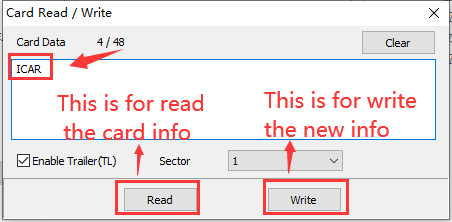 Card Read / Write
Card Data 4 / 48 Clear
ICAR
This is for read
the card info
This is for write
the new info
Enable Trailer(TL) Sector 1
Read Write